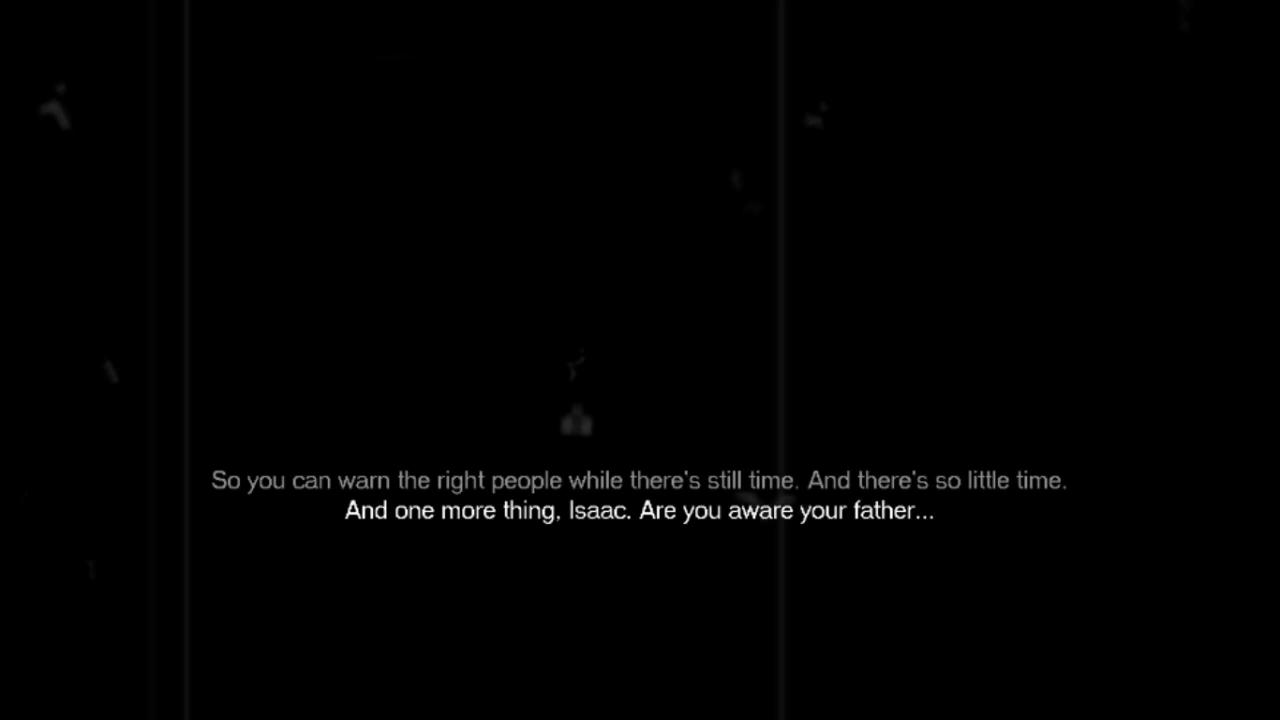 So you can warn the right people while there's still time. And there's so little time.
And one more thing, Isaac. Are you aware your father...